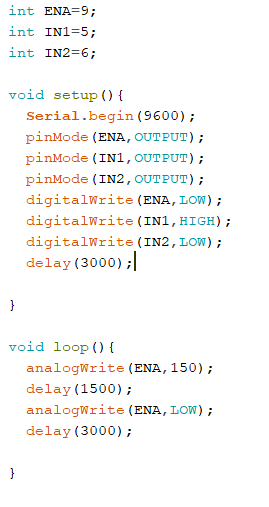 int ENA=9;
int IN1=5;
int IN2=6;
void setup(){
Serial.begin(9600);
pinMode(ENA,OUTPUT);
pinMode(IN1,OUTPUT);
pinMode(IN2,OUTPUT);
digitalWrite(ENA,LOW);
digitalWrite(IN1,HIGH);
digitalWrite(IN2,LOW);
delay(3000);
}
void loop(){
analogWrite(ENA,150);
delay(1500);
analogWrite(ENA,LOW);
delay(3000);
}